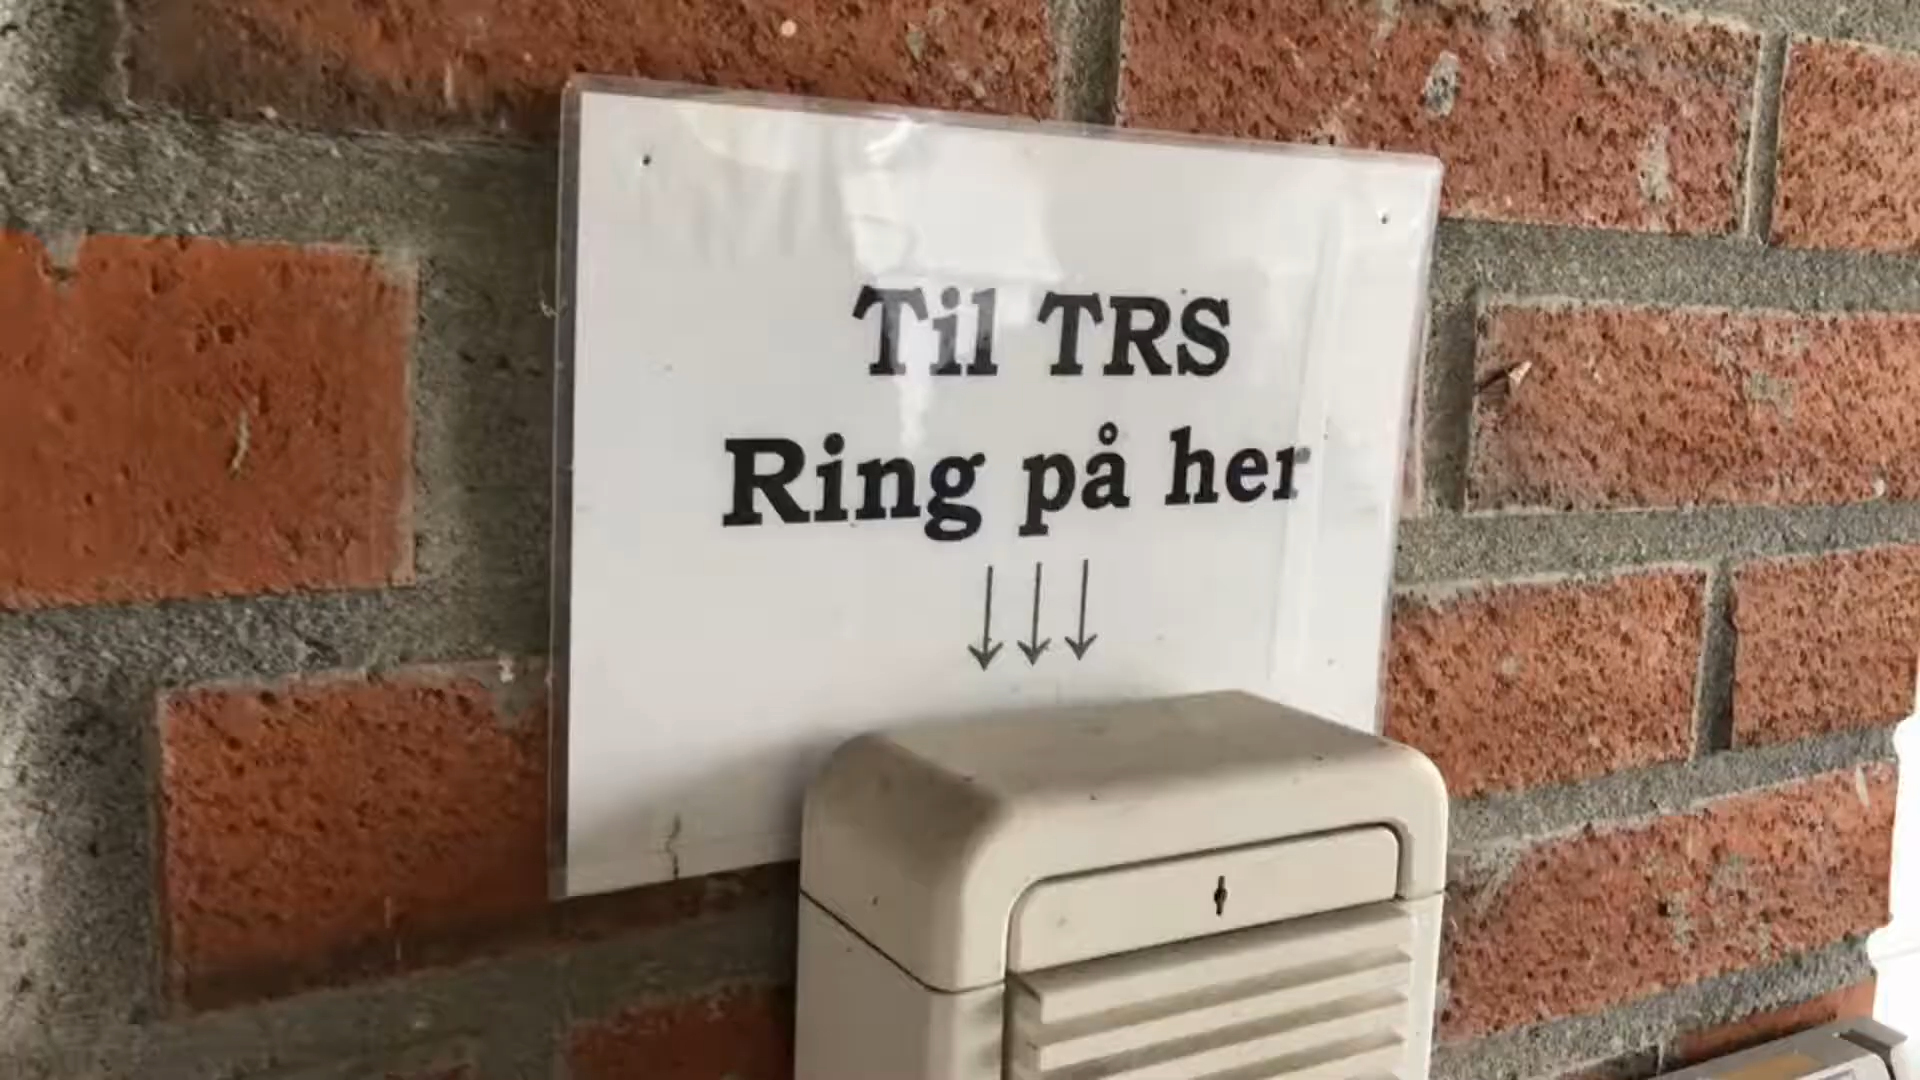 Til TRS
Ring på her
↓↓↓